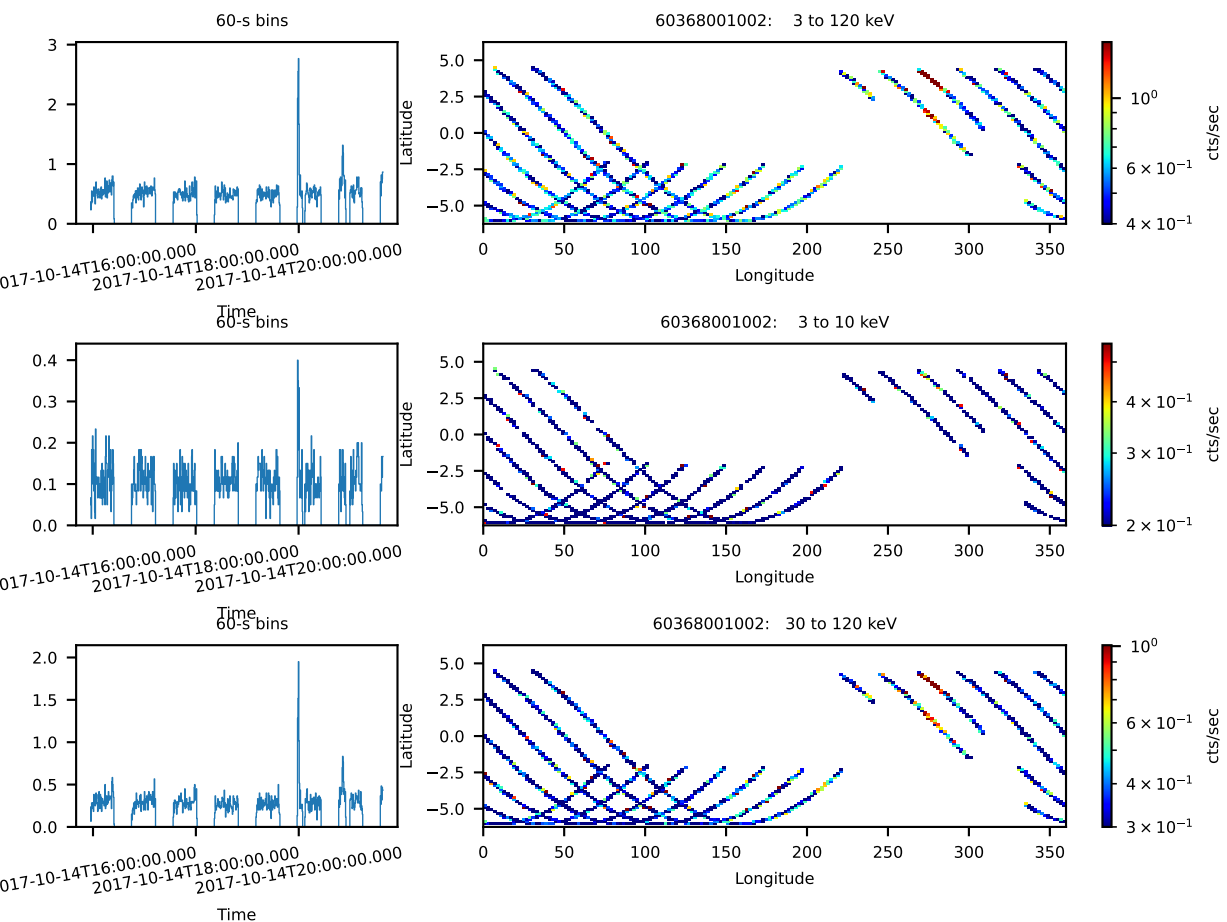 60-s bins
60368001002: 3 to 120 keV
3
2
1
0
Latitude
5.0
2.5
0.0
−2.5
−5.0
10⁰
6 × 10⁻¹
4 × 10⁻¹
cts/sec
0 50 100 150 200 250 300 350
Longitude
017-10-14T16:00:00.000
2017-10-14T18:00:00.000
2017-10-14T20:00:00.000
Time
60-s bins
60368001002: 3 to 10 keV
0.4
0.3
0.2
0.1
0.0
Latitude
5.0
2.5
0.0
−2.5
−5.0
4 × 10⁻¹
3 × 10⁻¹
2 × 10⁻¹
cts/sec
0 50 100 150 200 250 300 350
Longitude
017-10-14T16:00:00.000
2017-10-14T18:00:00.000
2017-10-14T20:00:00.000
Time
60-s bins
60368001002: 30 to 120 keV
2.0
1.5
1.0
0.5
0.0
Latitude
5.0
2.5
0.0
−2.5
−5.0
10⁰
6 × 10⁻¹
4 × 10⁻¹
3 × 10⁻¹
cts/sec
0 50 100 150 200 250 300 350
Longitude
017-10-14T16:00:00.000
2017-10-14T18:00:00.000
2017-10-14T20:00:00.000
Time